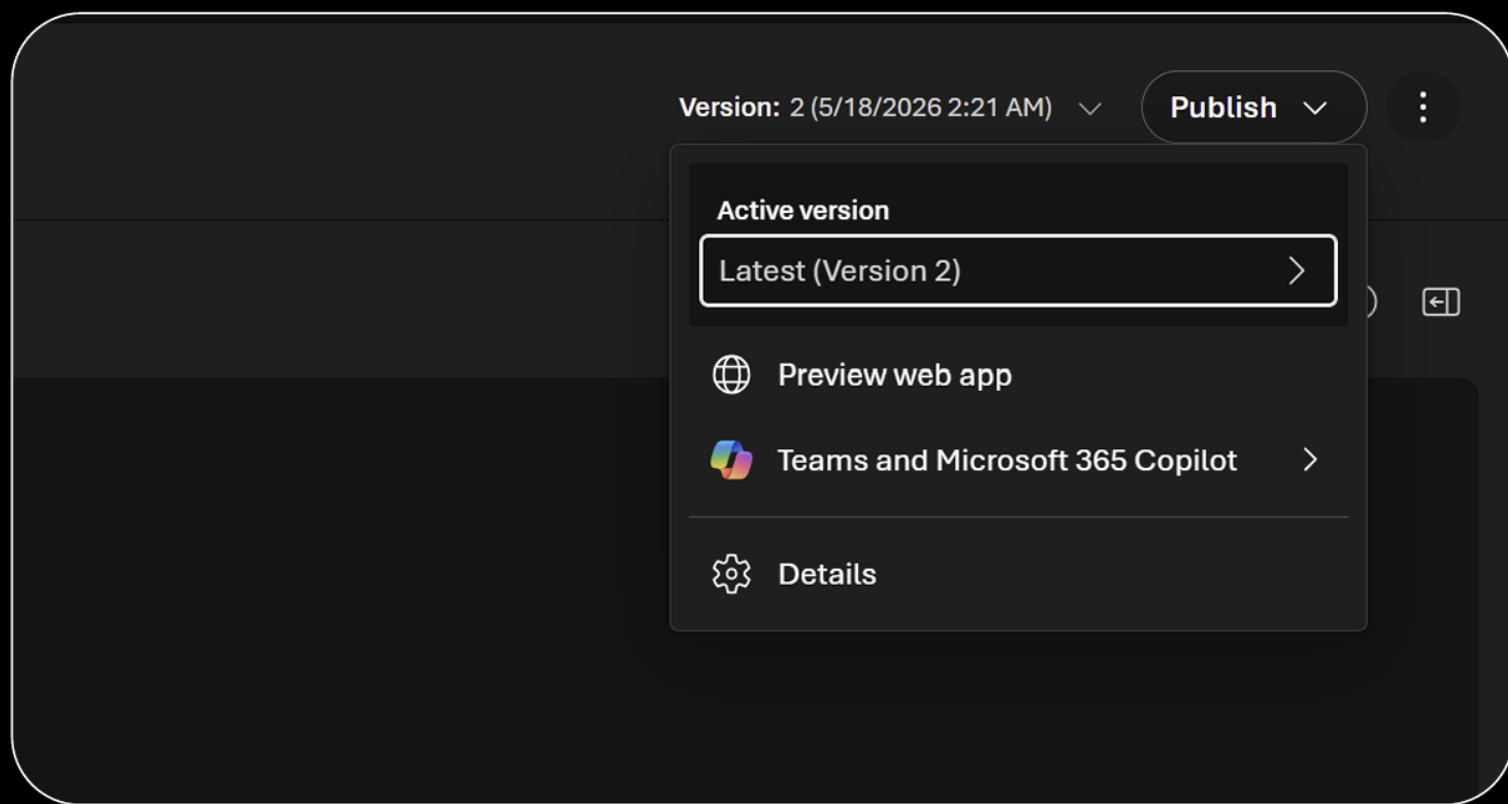 Version: 2 (5/18/2026 2:21 AM)
Publish
Active version
Latest (Version 2)
Preview web app
Teams and Microsoft 365 Copilot
Details